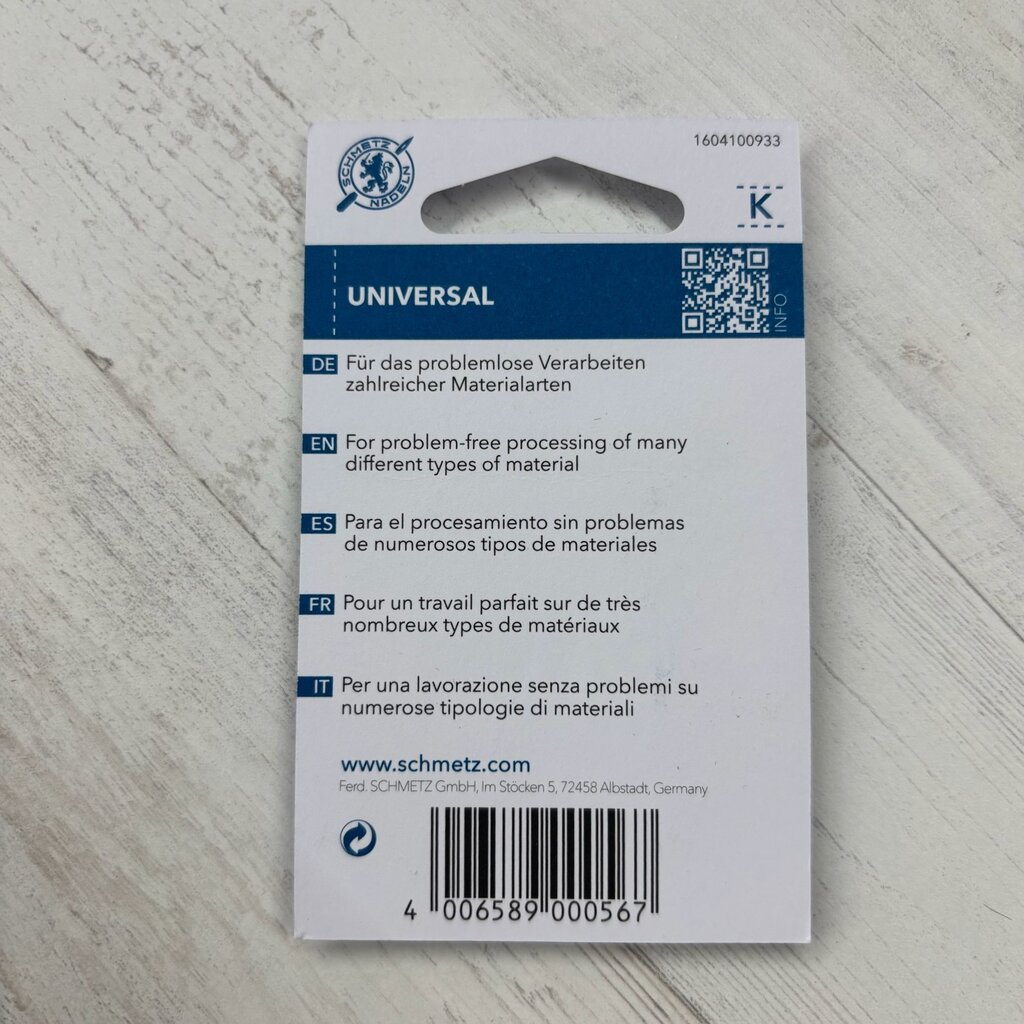 SCHMETZ
NADELN
1604100933
K
UNIVERSAL
INFO
DE Für das problemlose Verarbeiten
zahlreicher Materialarten
EN For problem-free processing of many
different types of material
ES Para el procesamiento sin problemas
de numerosos tipos de materiales
FR Pour un travail parfait sur de très
nombreux types de matériaux
IT Per una lavorazione senza problemi su
numerose tipologie di materiali
www.schmetz.com
Ferd. SCHMETZ GmbH, Im Stöcken 5, 72458 Albstadt, Germany
4 006589 000567